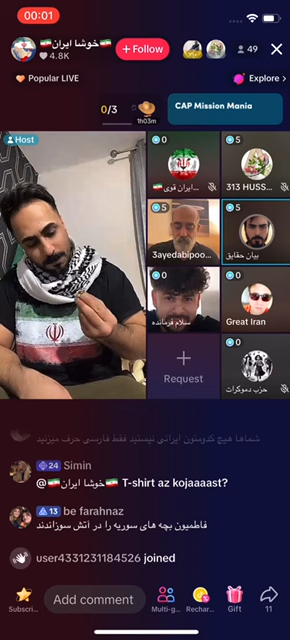 00:01
🇮🇷خوشا ایران🇮🇷
4.8K
+ Follow
49
Popular LIVE
Explore >
0/3
1h03m
CAP Mission Mania
Host
0
ایران قوی🇮🇷...
5
313 HUSS...
5
3ayedabipoo...
5
بیان حقایق
0
سلام فرمانده
0
Great Iran
Request
0
حزب دموکرات
شماها هیچ کدومتون ایرانی نیستید فقط فارسی حرف میزنید
24 Simin
@🇮🇷خوشا ایران🇮🇷 T-shirt az kojaaaast?
13 be farahnaz
فاطمیون بچه های سوریه را در آتش سوزاندند
user4331231184526 joined
Subscri...
Add comment
Multi-g...
Rechar...
Gift
11